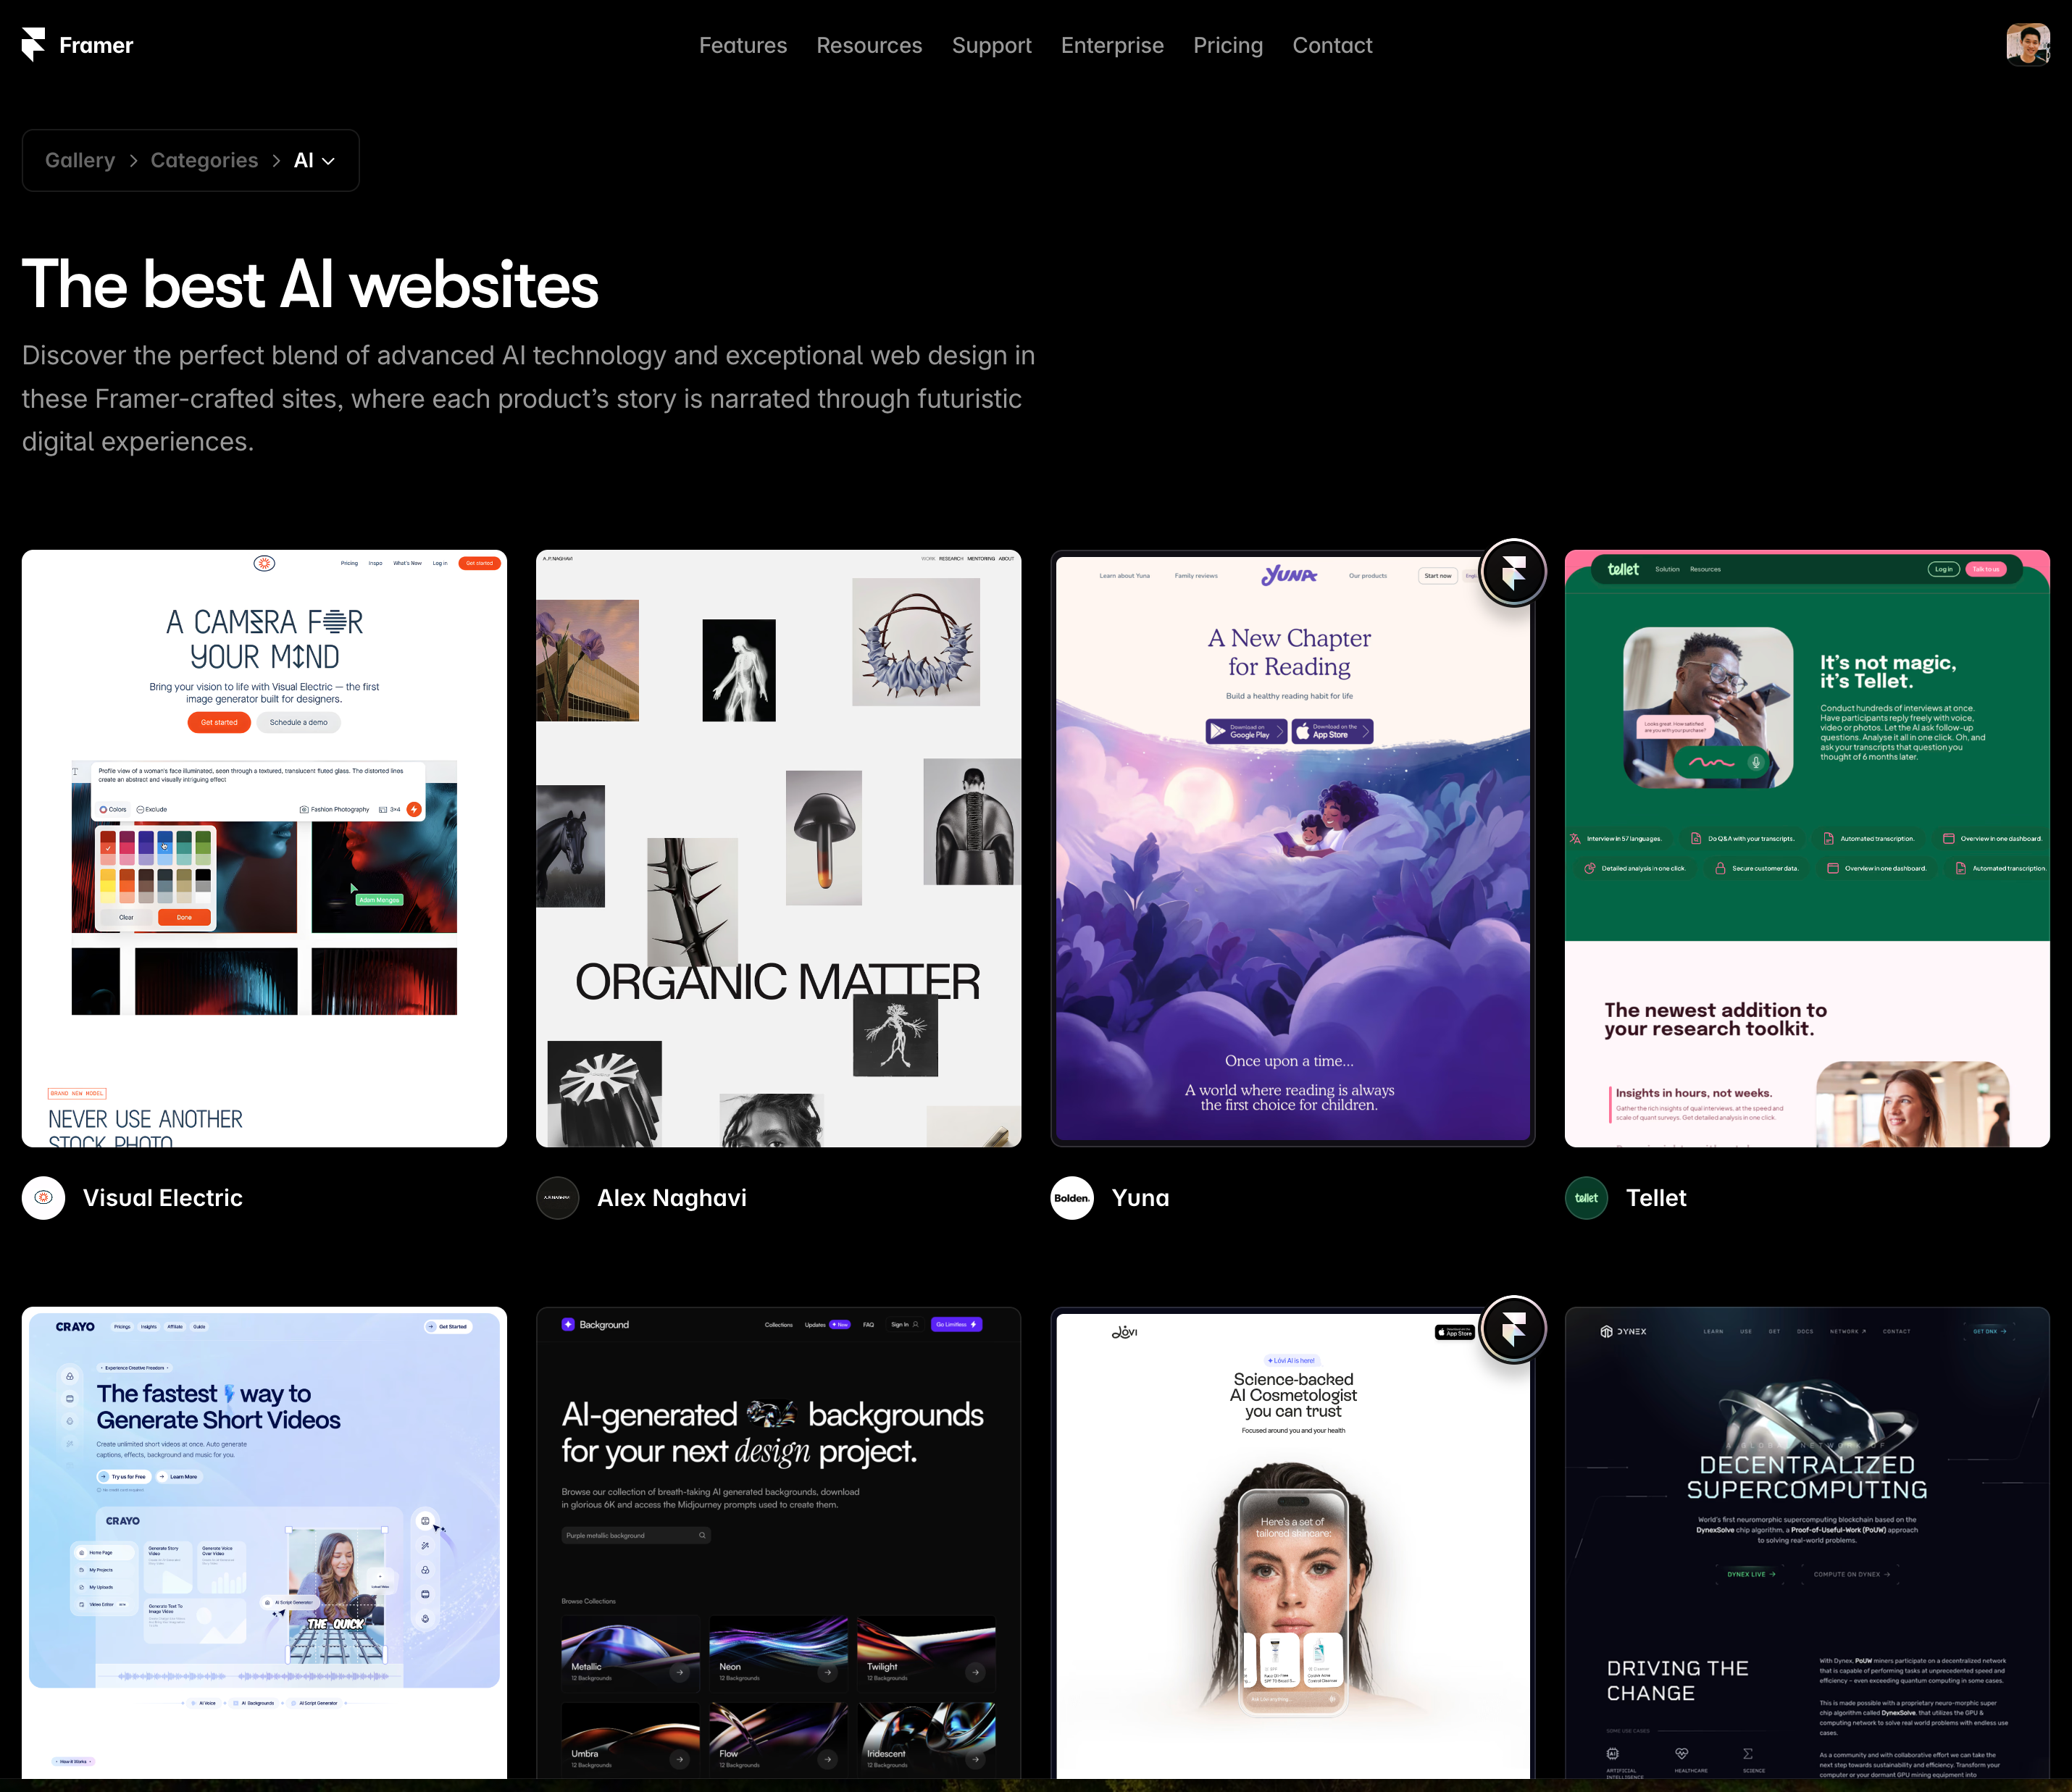 Framer
Features Resources Support Enterprise Pricing Contact
Gallery Categories AI
The best AI websites
Discover the perfect blend of advanced AI technology and exceptional web design in
these Framer-crafted sites, where each product’s story is narrated through futuristic
digital experiences.
Pricing Inspo What's New Log in Get started
A CAMERA FOR
YOUR MIND
Bring your vision to life with Visual Electric — the first
image generator built for designers.
Get started Schedule a demo
Profile view of a woman's face illuminated, seen through a textured, translucent fluted glass. The distorted lines
create an abstract and visually intriguing effect
Colors Exclude Fashion Photography 3×4
Clear Done
Adam Mengos
BRAND NEW MODEL
NEVER USE ANOTHER
STOCK PHOTO
Visual Electric
A.P. NAGHAVI
WORK RESEARCH MENTORING ABOUT
ORGANIC MATTER
Alex Naghavi
Learn about Yuna Family reviews YUNA Our products Start now
A New Chapter
for Reading
Build a healthy reading habit for life
Download on Google Play
Download on the App Store
Once upon a time...
A world where reading is always
the first choice for children.
Bolden.
Yuna
tellet Solution Resources Log in Talk to us
Looks great. How satisfied
are you with your purchase?
It’s not magic,
it’s Tellet.
Conduct hundreds of interviews at once.
Have participants reply freely with voice,
video or photos. Let the AI ask follow-up
questions. Analyse it all in one click. Oh, and
ask your transcripts that question you
thought of 6 months later.
Interview in 57 languages. Do Q&A with your transcripts. Automated transcription. Overview in one dashboard.
Detailed analysis in one click. Secure customer data. Overview in one dashboard. Automated transcription.
The newest addition to
your research toolkit.
Insights in hours, not weeks.
Gather the rich insights of qual interviews, at the speed and
scale of quant surveys. Get detailed analysis in one click.
tellet
Tellet
CRAYO Pricings Insights Affiliate Guide Get Started
Experience Creative Freedom
The fastest way to
Generate Short Videos
Create unlimited short videos at once. Auto generate
captions, effects, background and music for you.
Try us for Free Learn More
CRAYO
Home Page
My Projects
My Uploads
Video Editor
Generate Story
Video
Generate Voice
Over Video
Generate Text To
Image Video
AI Script Generator
THE QUICK
AI Voice AI Backgrounds AI Script Generator
How it Works
Background Collections Updates New FAQ Sign In Go Limitless
AI-generated backgrounds
for your next design project.
Browse our collection of breath-taking AI generated backgrounds, download
in glorious 6K and access the Midjourney prompts used to create them.
Purple metallic background
Browse Collections
Metallic
12 Backgrounds
Neon
12 Backgrounds
Twilight
12 Backgrounds
Umbra
12 Backgrounds
Flow
12 Backgrounds
Iridescent
12 Backgrounds
LÖVI
App Store
Lövi AI is here!
Science-backed
AI Cosmetologist
you can trust
Focused around you and your health
Here's a set of
tailored skincare:
DYNEX LEARN USE GET DOCS NETWORK CONTACT GET DNX
A GLOBAL NETWORK OF
DECENTRALIZED
SUPERCOMPUTING
World's first neuromorphic supercomputing blockchain based on the
DynexSolve chip algorithm, a Proof-of-Useful-Work (PoUW) approach
to solving real-world problems.
DYNEX LIVE COMPUTE ON DYNEX
DRIVING THE
CHANGE
SOME USE CASES
ARTIFICIAL
INTELLIGENCE
HEALTHCARE
SCIENCE
With Dynex, PoUW miners participate on a decentralized network
that is capable of performing tasks at unprecedented speed and
efficiency – even exceeding quantum computing in some cases.
This is made possible with a proprietary neuro-morphic super
chip algorithm called DynexSolve, that utilizes the GPU &
computing network to solve real world problems with endless use
cases.
As a community and with collaborative effort we can take the
next step towards sustainability and efficiency. Transform your
computer or your dormant GPU mining equipment into